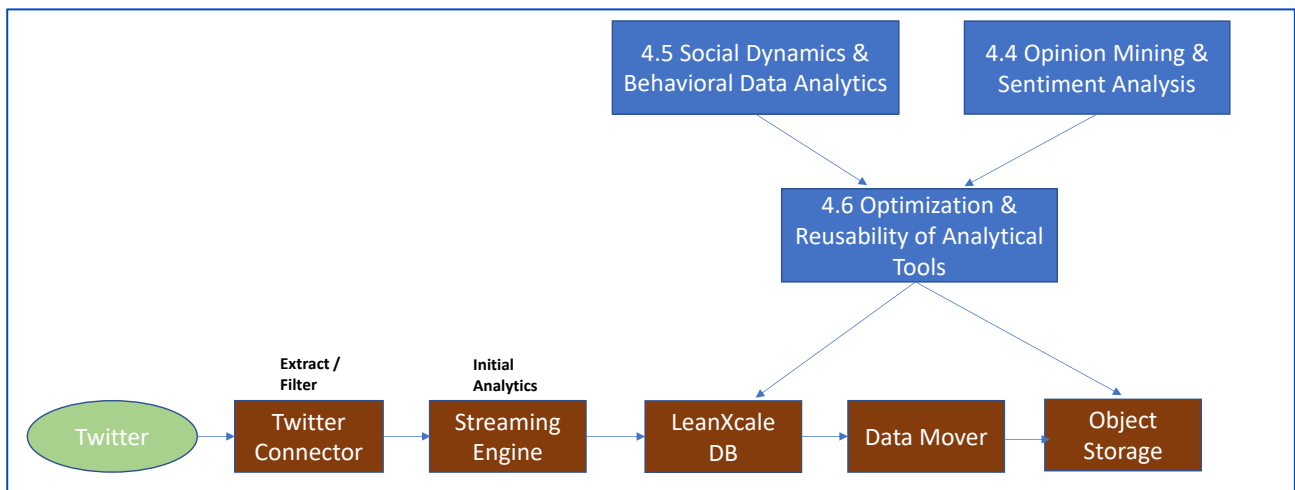 4.5 Social Dynamics &
Behavioral Data Analytics
4.4 Opinion Mining &
Sentiment Analysis
4.6 Optimization &
Reusability of Analytical
Tools
Extract /
Filter
Initial
Analytics
Twitter
Twitter
Connector
Streaming
Engine
LeanXcale
DB
Data Mover
Object
Storage